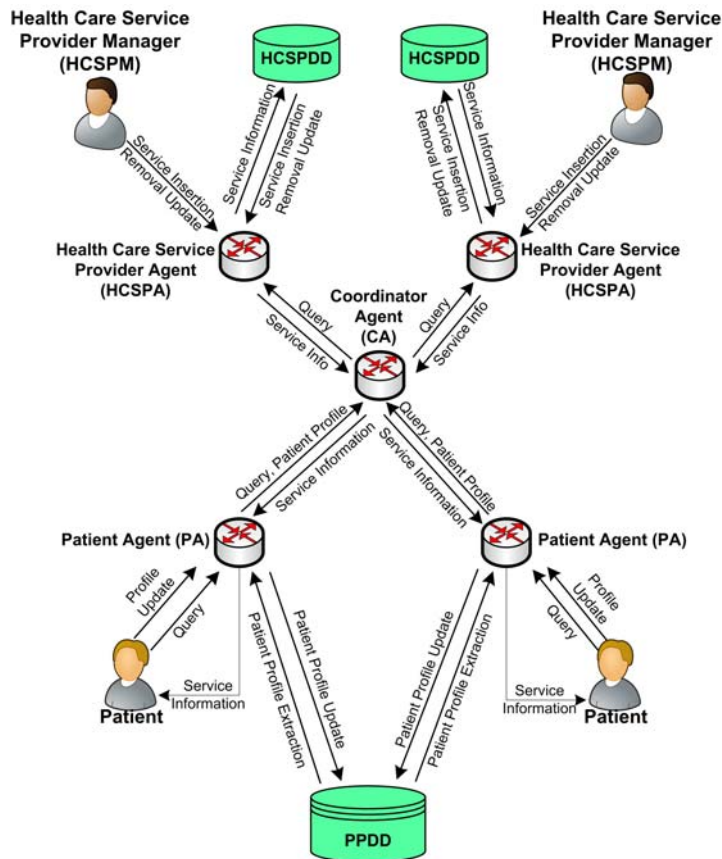 Health Care Service
Provider Manager
(HCSPM)
Health Care Service
Provider Manager
(HCSPM)
HCSPDD
HCSPDD
Service Insertion
Removal Update
Service Information
Service Insertion
Removal Update
Service Information
Service Insertion
Removal Update
Service Insertion
Removal Update
Health Care Service
Provider Agent
(HCSPA)
Health Care Service
Provider Agent
(HCSPA)
Coordinator
Agent
(CA)
Query
Service Info
Query
Service Info
Query, Patient Profile
Service Information
Query, Patient Profile
Service Information
Patient Agent (PA)
Patient Agent (PA)
Profile
Update
Query
Profile
Update
Query
Service
Information
Service
Information
Patient
Patient
Patient Profile Update
Patient Profile Extraction
Patient Profile Update
Patient Profile Extraction
PPDD